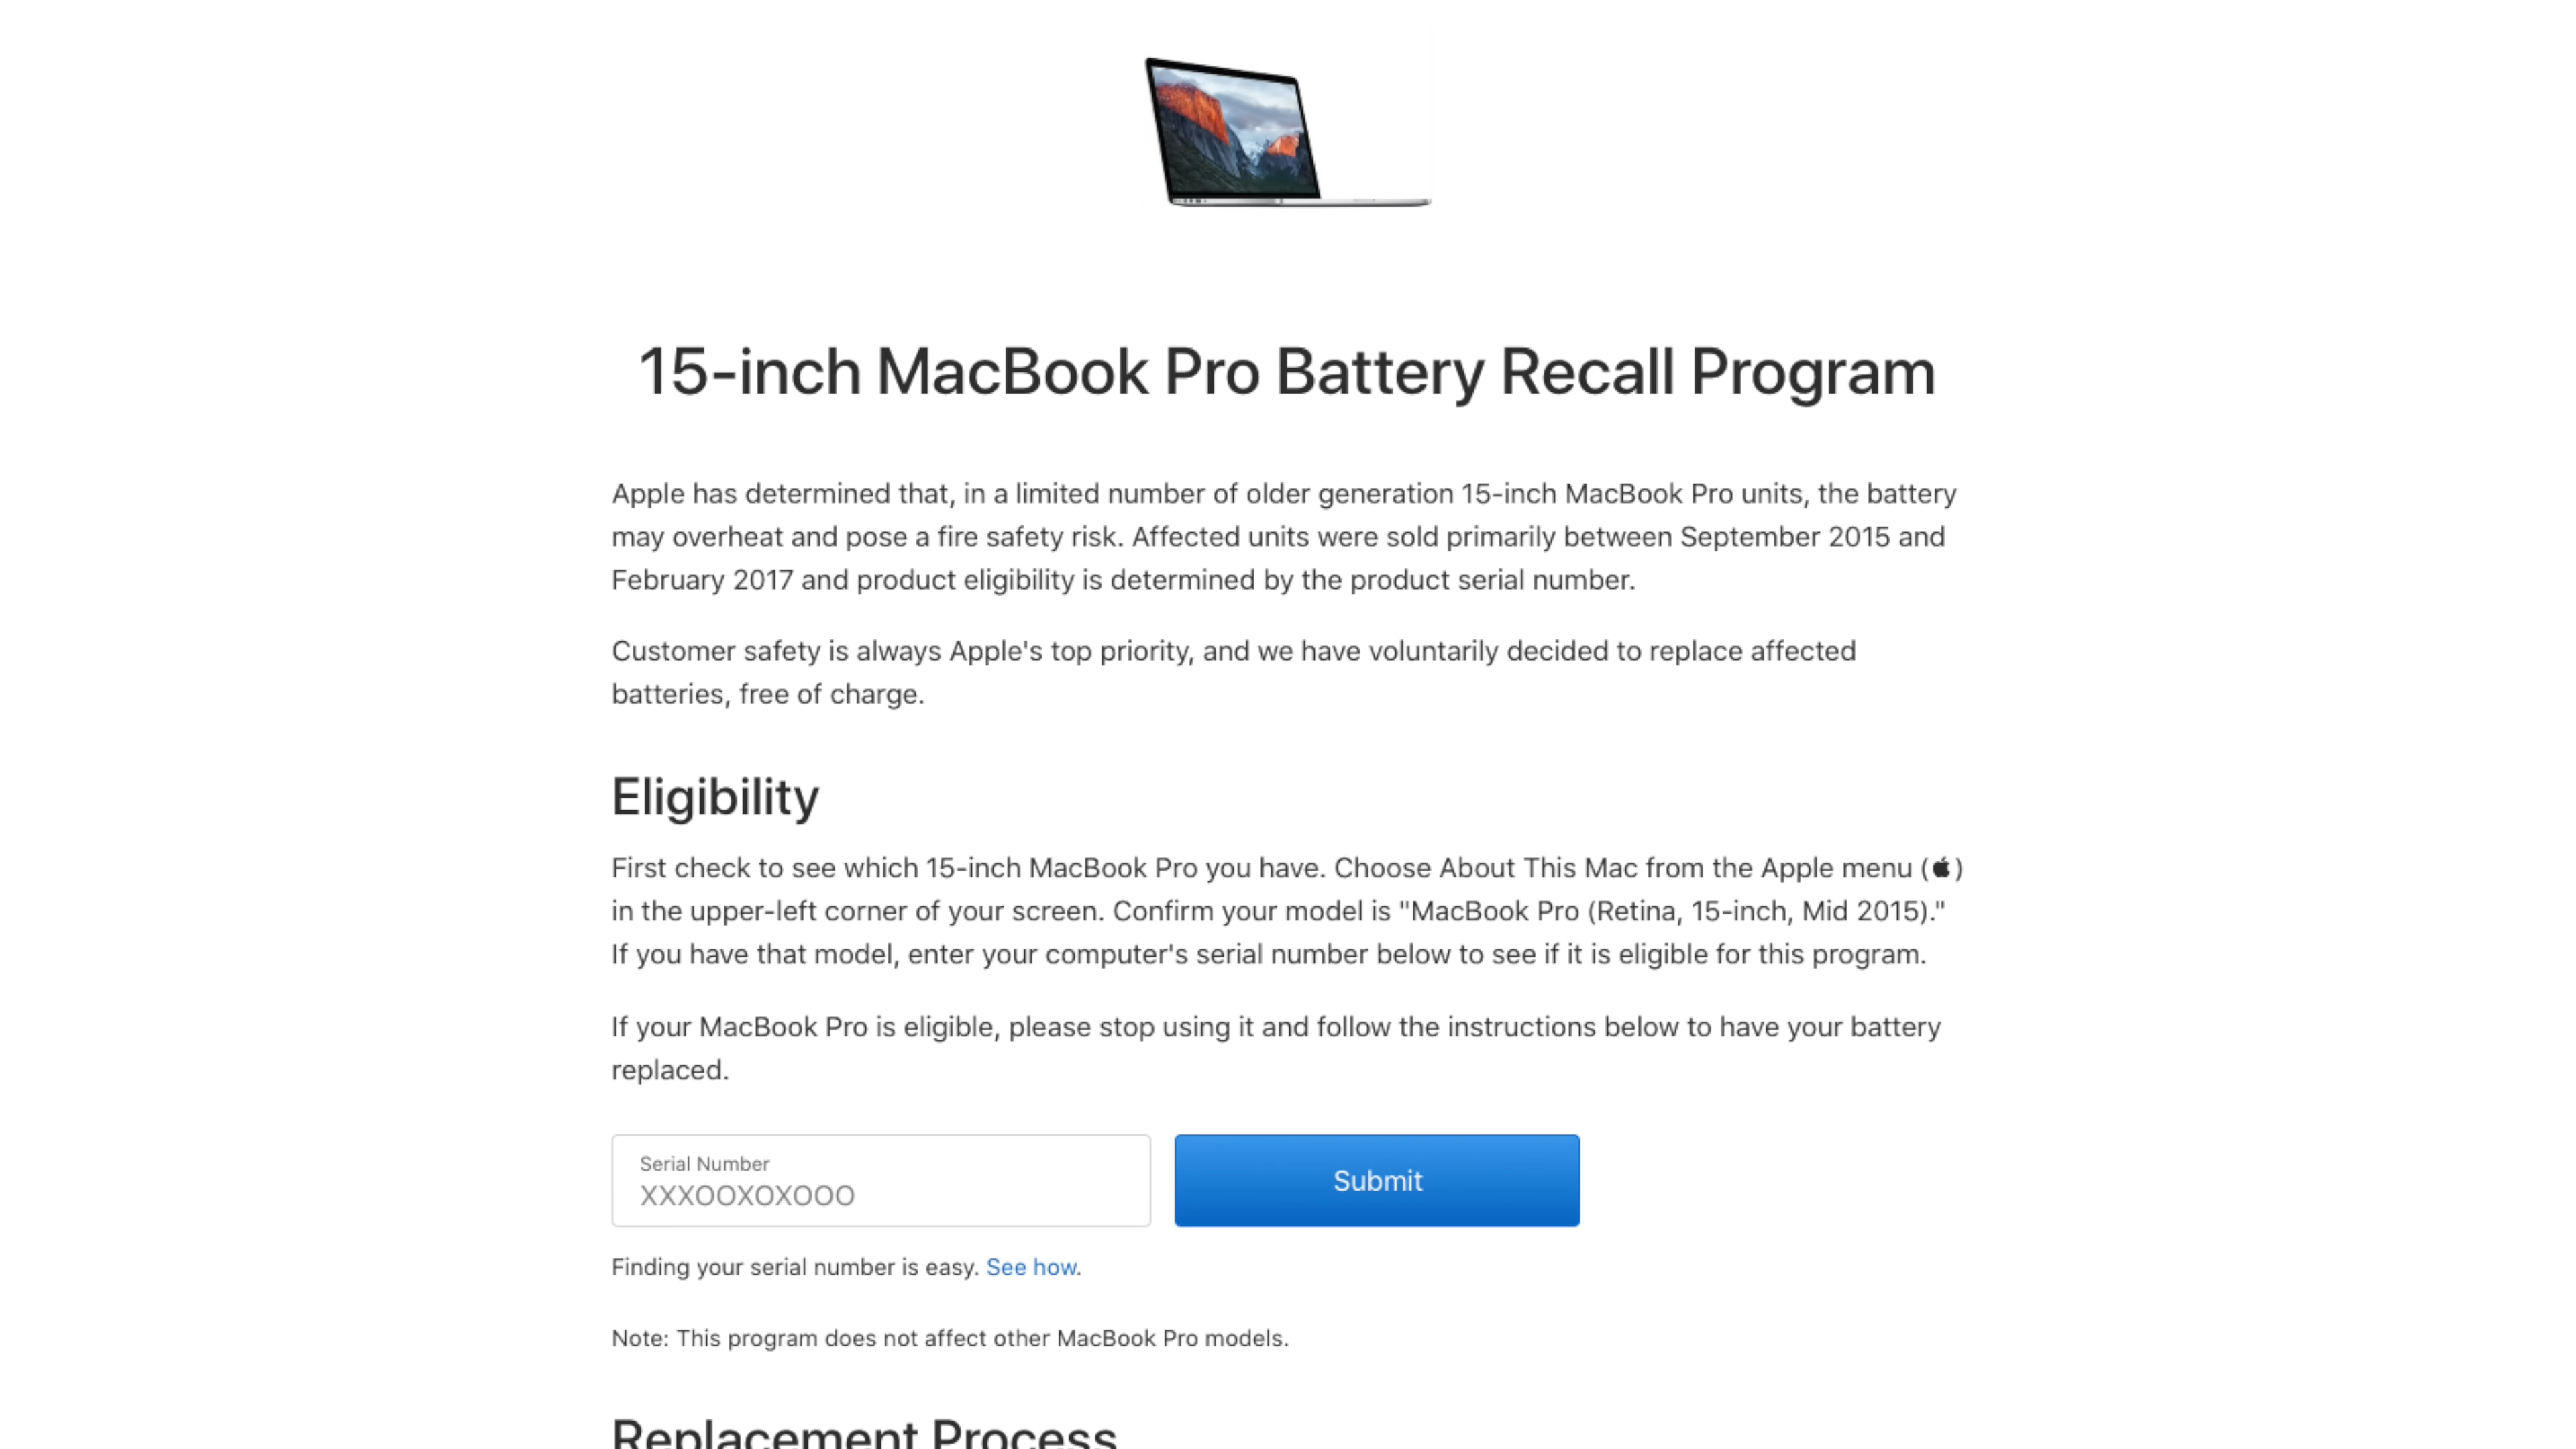 15-inch MacBook Pro Battery Recall Program
Apple has determined that, in a limited number of older generation 15-inch MacBook Pro units, the battery
may overheat and pose a fire safety risk. Affected units were sold primarily between September 2015 and
February 2017 and product eligibility is determined by the product serial number.
Customer safety is always Apple's top priority, and we have voluntarily decided to replace affected
batteries, free of charge.
Eligibility
First check to see which 15-inch MacBook Pro you have. Choose About This Mac from the Apple menu ()
in the upper-left corner of your screen. Confirm your model is "MacBook Pro (Retina, 15-inch, Mid 2015)."
If you have that model, enter your computer's serial number below to see if it is eligible for this program.
If your MacBook Pro is eligible, please stop using it and follow the instructions below to have your battery
replaced.
Serial Number
XXXOOXOXOOO
Submit
Finding your serial number is easy. See how.
Note: This program does not affect other MacBook Pro models.
Replacement Process